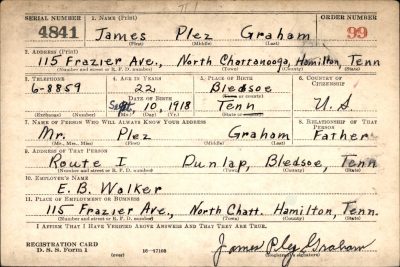 SERIAL NUMBER 1. NAME (Print) ORDER NUMBER
4841 James Plez Graham 99
(First) (Middle) (Last)
2. ADDRESS (Print)
115 Frazier Ave., North Chattanooga, Hamilton, Tenn
(Number and street or R. F. D. number) (Town) (County) (State)
3. TELEPHONE 4. AGE IN YEARS 5. PLACE OF BIRTH 6. COUNTRY OF CITIZENSHIP
6-8859 22 Bledsoe
DATE OF BIRTH (Town or county)
Sept. 10, 1918 Tenn U. S.
(Exchange) (Number) (Mo.) (Day) (Yr.) (State or country)
7. NAME OF PERSON WHO WILL ALWAYS KNOW YOUR ADDRESS 8. RELATIONSHIP OF THAT PERSON
Mr. Plez Graham Father
(Mr., Mrs., Miss) (First) (Middle) (Last)
9. ADDRESS OF THAT PERSON
Route 1 Dunlap, Bledsoe, Tenn
(Number and street or R. F. D. number) (Town) (County) (State)
10. EMPLOYER'S NAME
E. B. Walker
11. PLACE OF EMPLOYMENT OR BUSINESS
115 Frazier Ave., North Chatt. Hamilton, Tenn.
(Number and street or R. F. D. number) (Town) (County) (State)
I AFFIRM THAT I HAVE VERIFIED ABOVE ANSWERS AND THAT THEY ARE TRUE.
REGISTRATION CARD
D. S. S. Form 1 (over) 16—17105 James Plez Graham
(Registrant's signature)